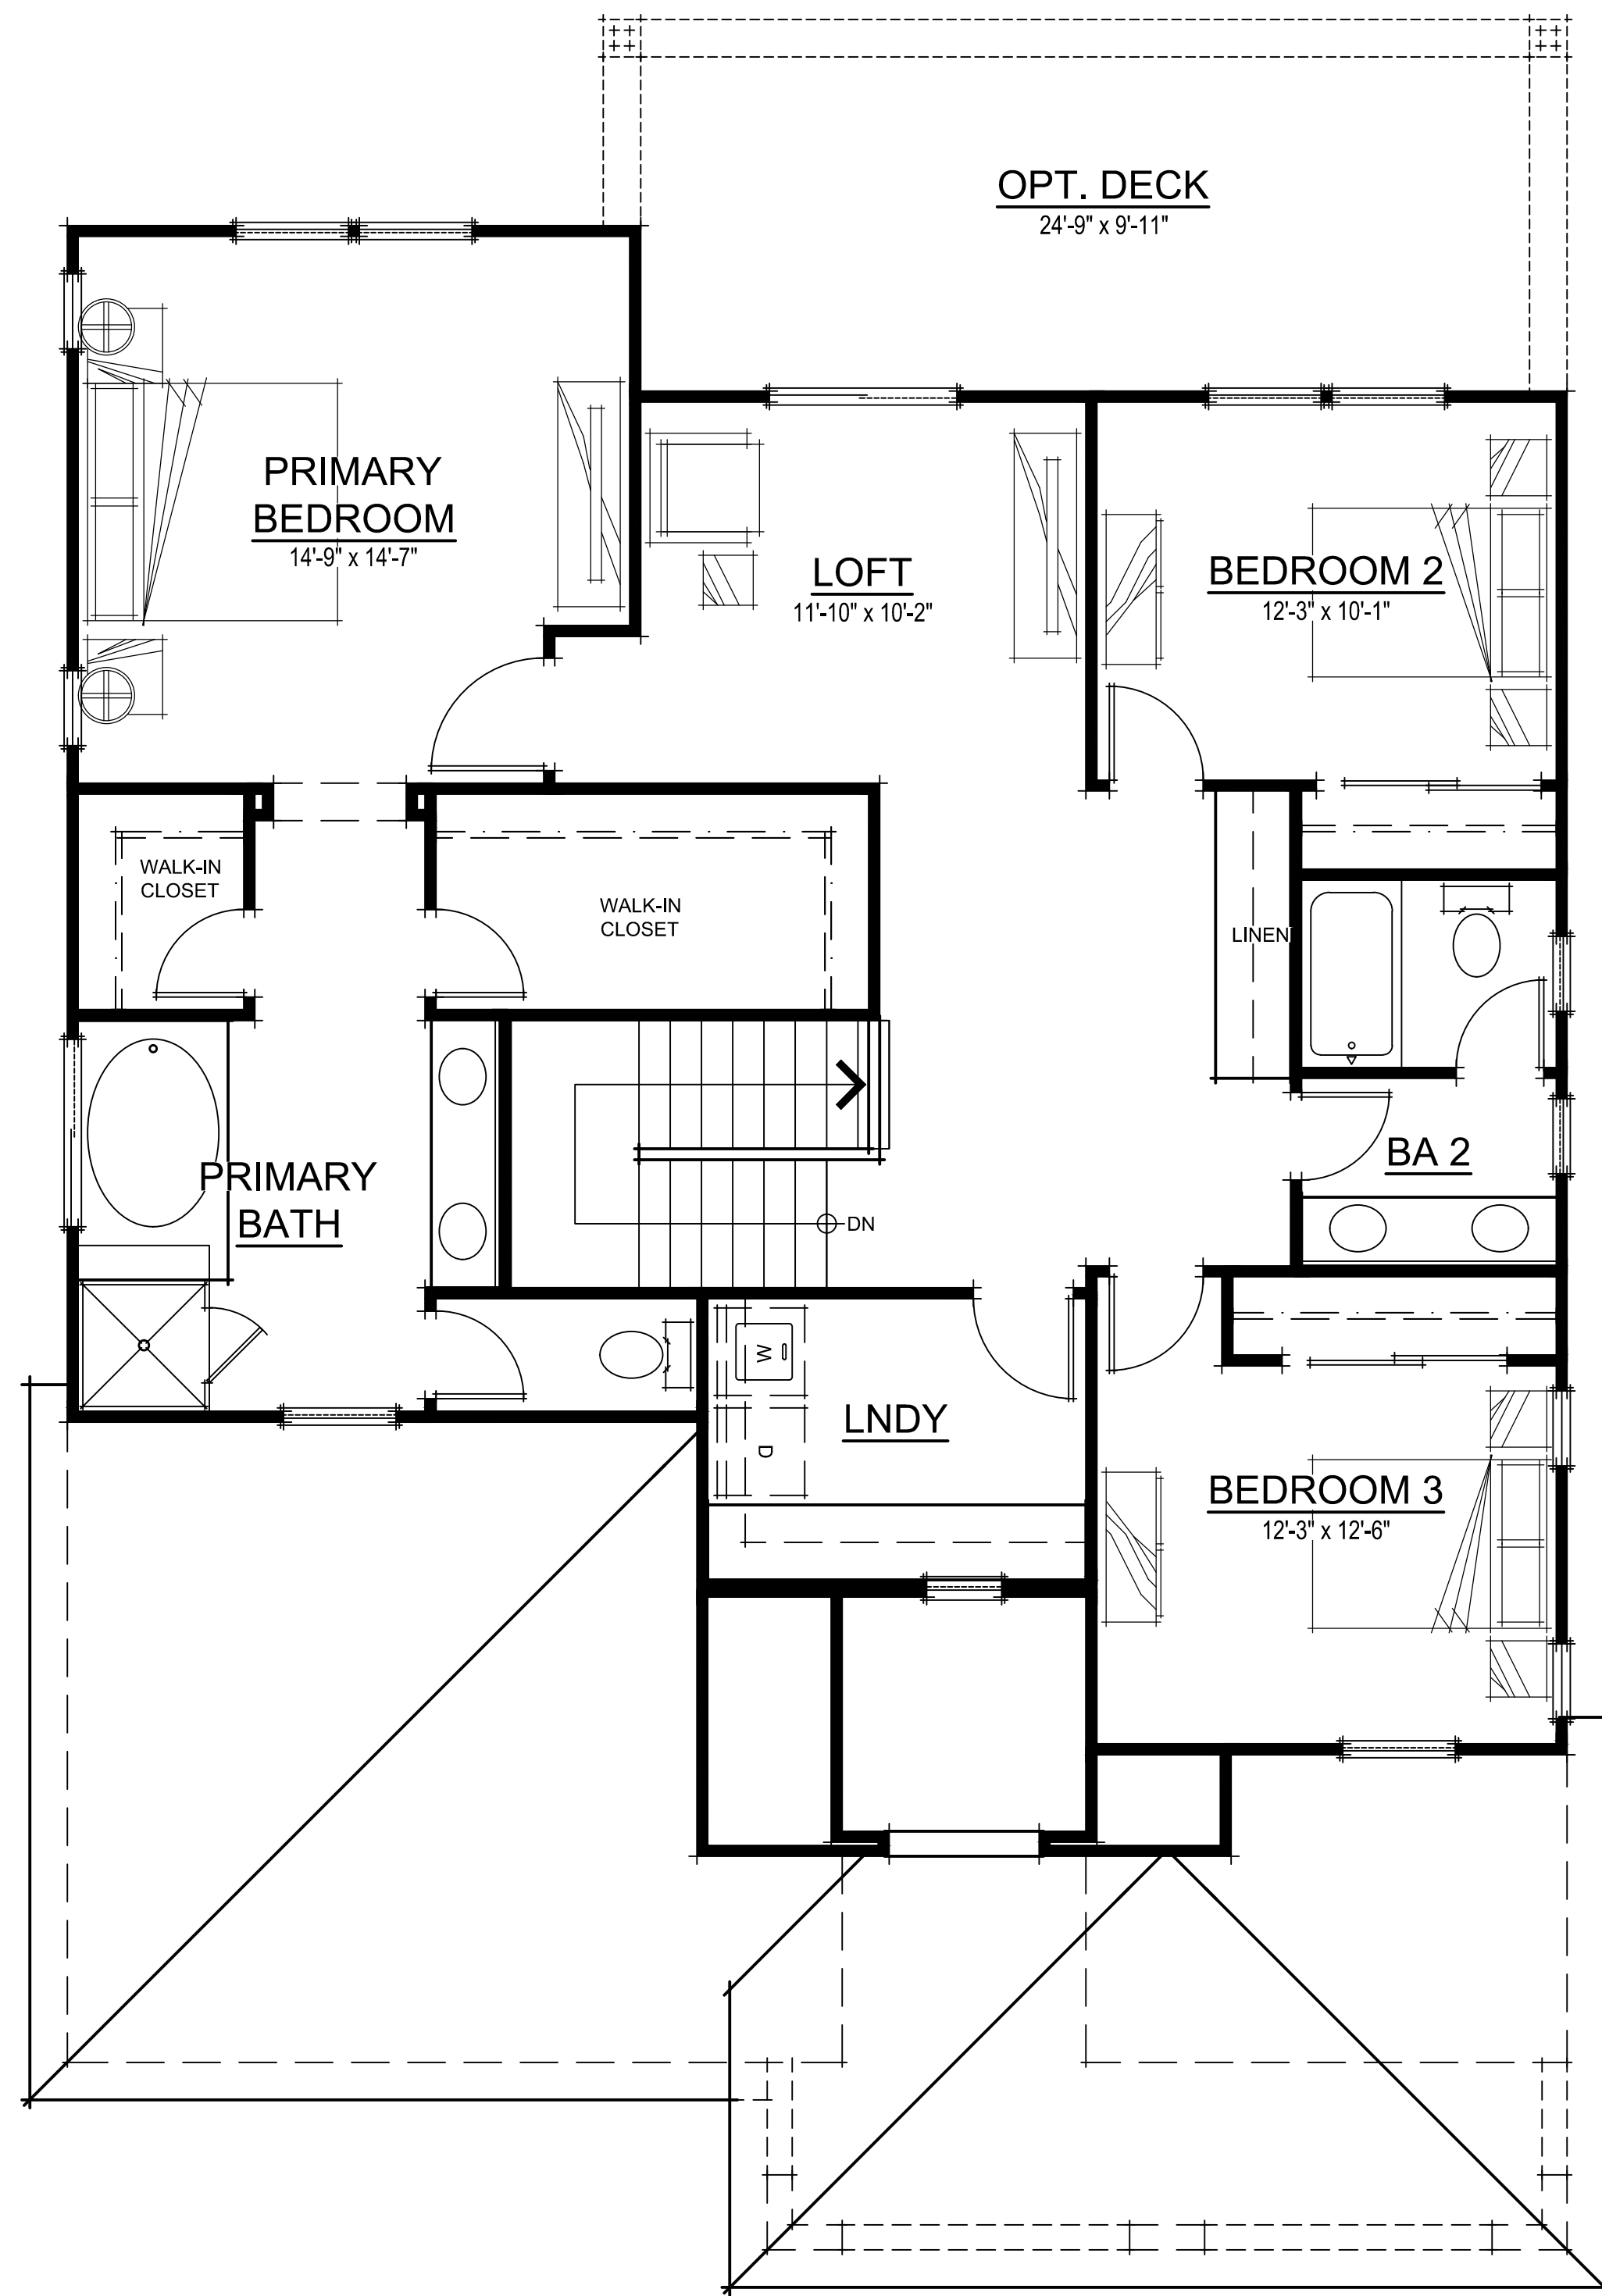 OPT. DECK
24'-9" x 9'-11"
PRIMARY
BEDROOM
14'-9" x 14'-7"
LOFT
11'-10" x 10'-2"
BEDROOM 2
12'-3" x 10'-1"
WALK-IN
CLOSET
WALK-IN
CLOSET
LINEN
PRIMARY
BATH
DN
BA 2
W
D
LNDY
BEDROOM 3
12'-3" x 12'-6"